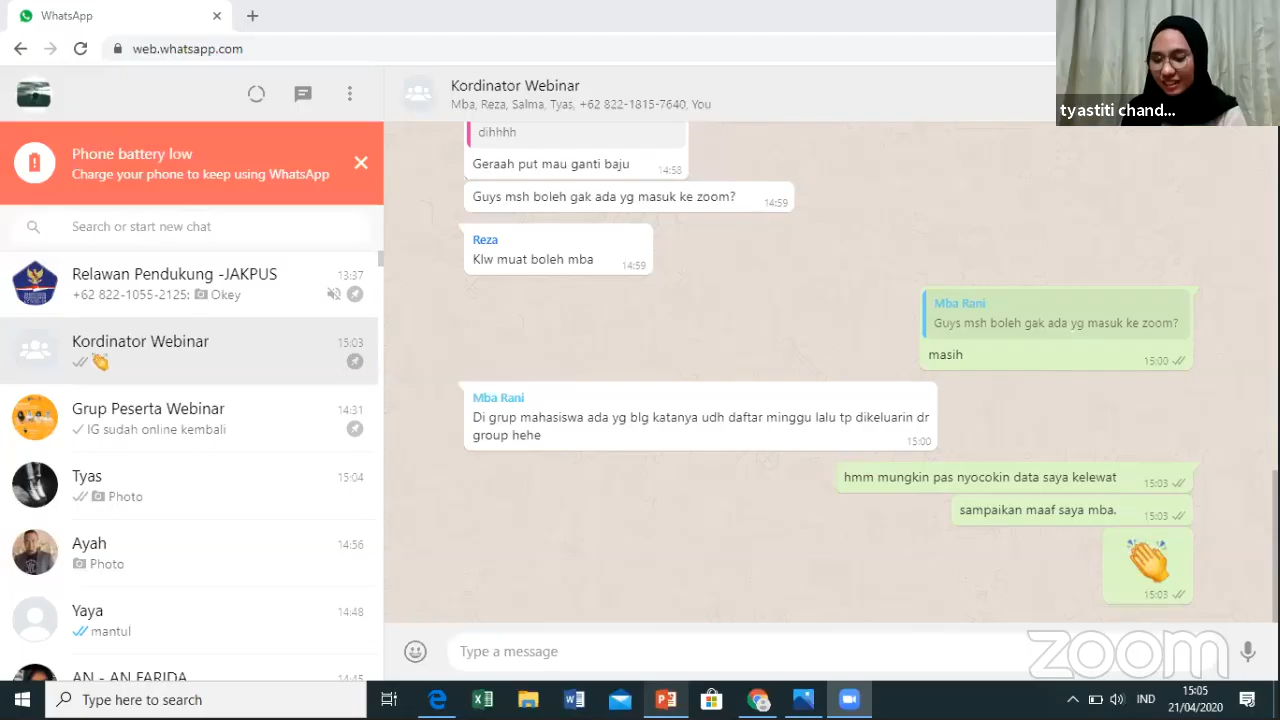 WhatsApp
web.whatsapp.com
tyastiti chand...
Kordinator Webinar
Mba, Reza, Salma, Tyas, +62 822-1815-7640, You
Phone battery low
Charge your phone to keep using WhatsApp
Search or start new chat
Relawan Pendukung -JAKPUS
13:37
+62 822-1055-2125: Okey
Kordinator Webinar
15:03
👏
Grup Peserta Webinar
14:31
IG sudah online kembali
Tyas
15:04
Photo
Ayah
14:56
Photo
Yaya
14:48
mantul
AN - AN FARIDA
14:45
dihhhh
Geraah put mau ganti baju
14:58
Guys msh boleh gak ada yg masuk ke zoom?
14:59
Reza
Klw muat boleh mba
14:59
Mba Rani
Guys msh boleh gak ada yg masuk ke zoom?
masih
15:00
Mba Rani
Di grup mahasiswa ada yg blg katanya udh daftar minggu lalu tp dikeluarin dr
group hehe
15:00
hmm mungkin pas nyocokin data saya kelewat
15:03
sampaikan maaf saya mba.
15:03
👏
15:03
Type a message
zoom
Type here to search
IND
15:05
21/04/2020